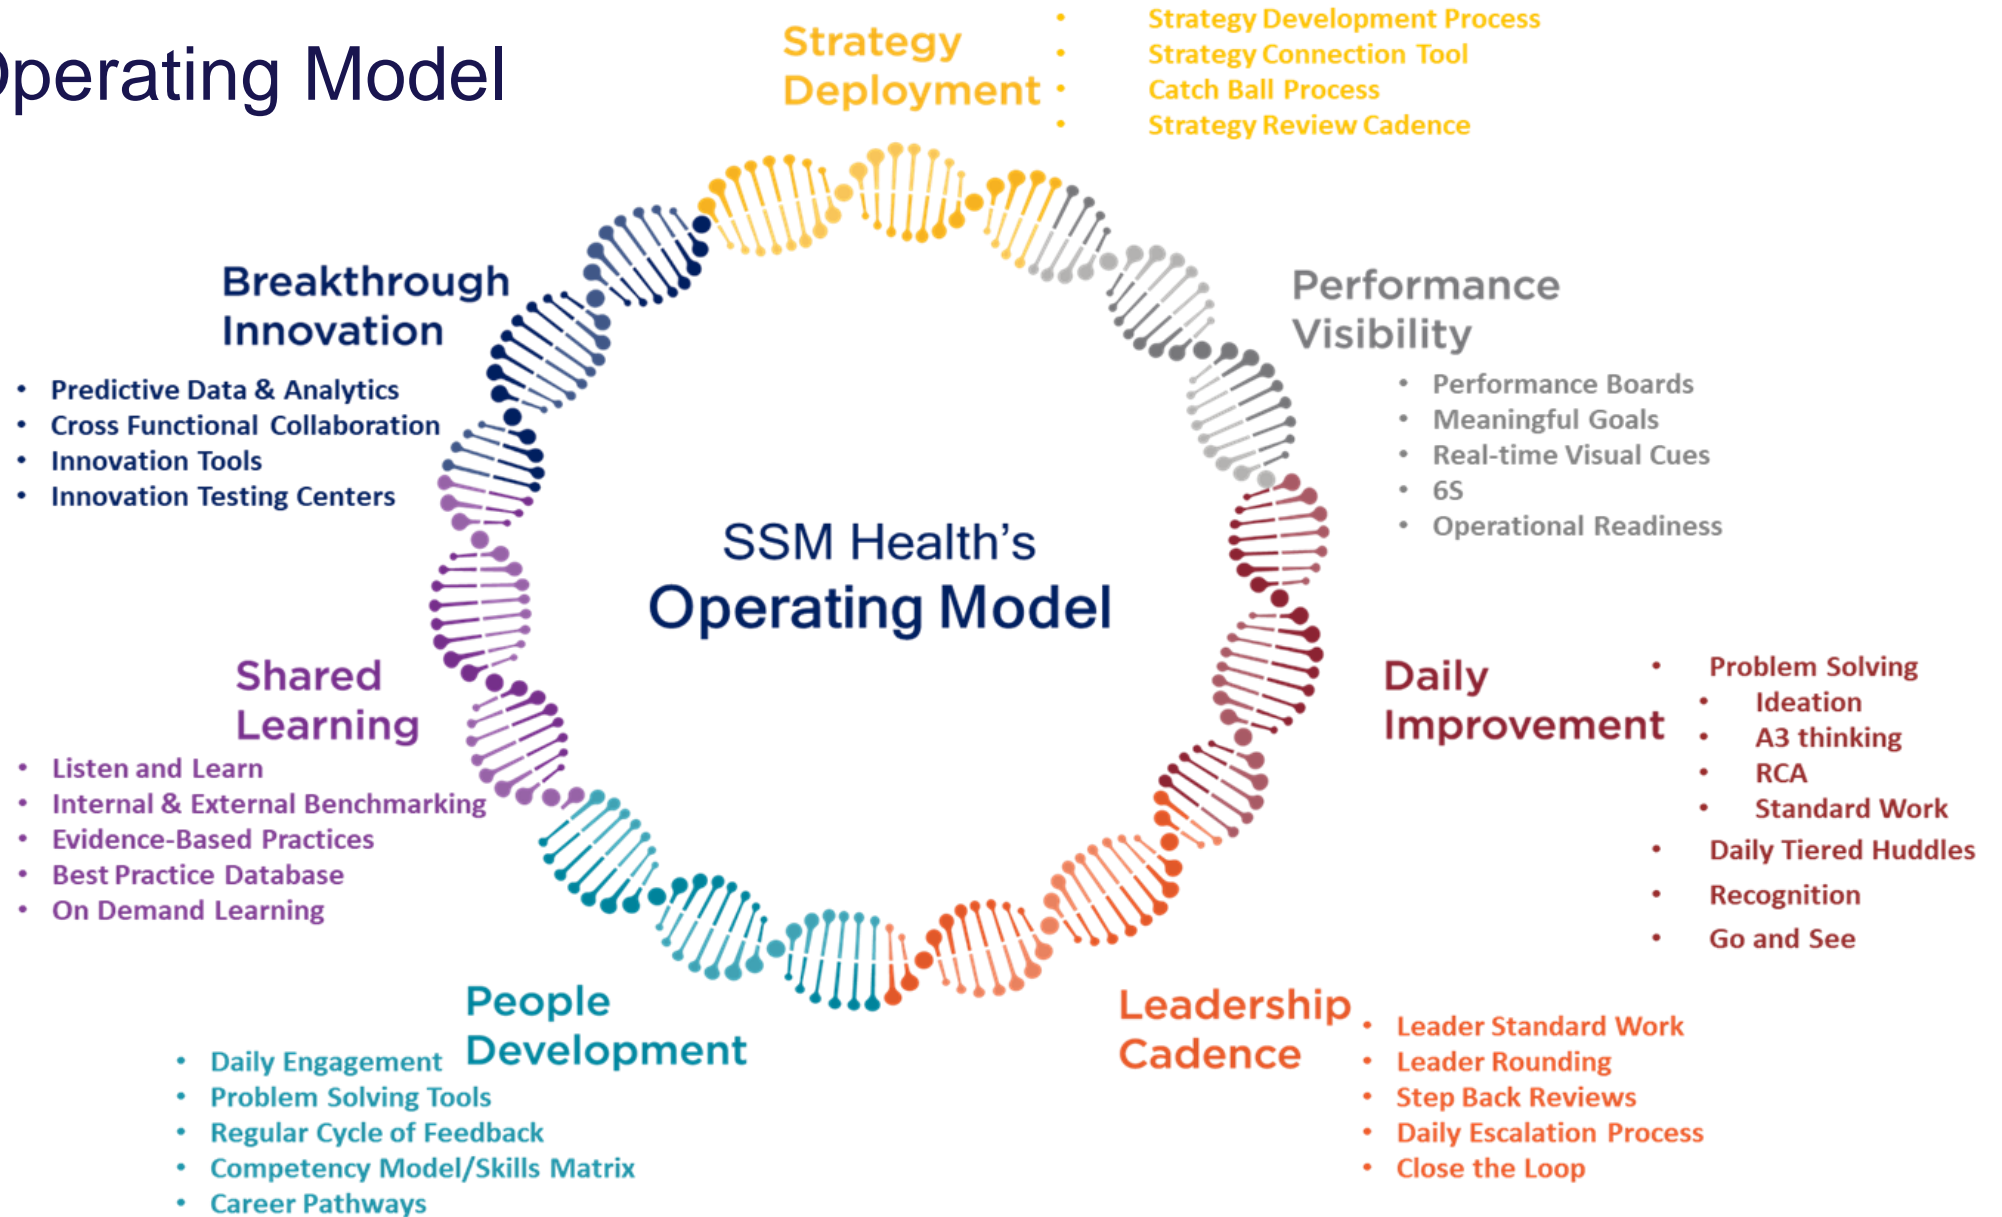 Operating Model
Strategy
Deployment
• Strategy Development Process
• Strategy Connection Tool
• Catch Ball Process
• Strategy Review Cadence
Performance
Visibility
• Performance Boards
• Meaningful Goals
• Real-time Visual Cues
• 6S
• Operational Readiness
Daily
Improvement
• Problem Solving
• Ideation
• A3 thinking
• RCA
• Standard Work
• Daily Tiered Huddles
• Recognition
• Go and See
Leadership
Cadence
• Leader Standard Work
• Leader Rounding
• Step Back Reviews
• Daily Escalation Process
• Close the Loop
People
Development
• Daily Engagement
• Problem Solving Tools
• Regular Cycle of Feedback
• Competency Model/Skills Matrix
• Career Pathways
Shared
Learning
• Listen and Learn
• Internal & External Benchmarking
• Evidence-Based Practices
• Best Practice Database
• On Demand Learning
Breakthrough
Innovation
• Predictive Data & Analytics
• Cross Functional Collaboration
• Innovation Tools
• Innovation Testing Centers
SSM Health's
Operating Model